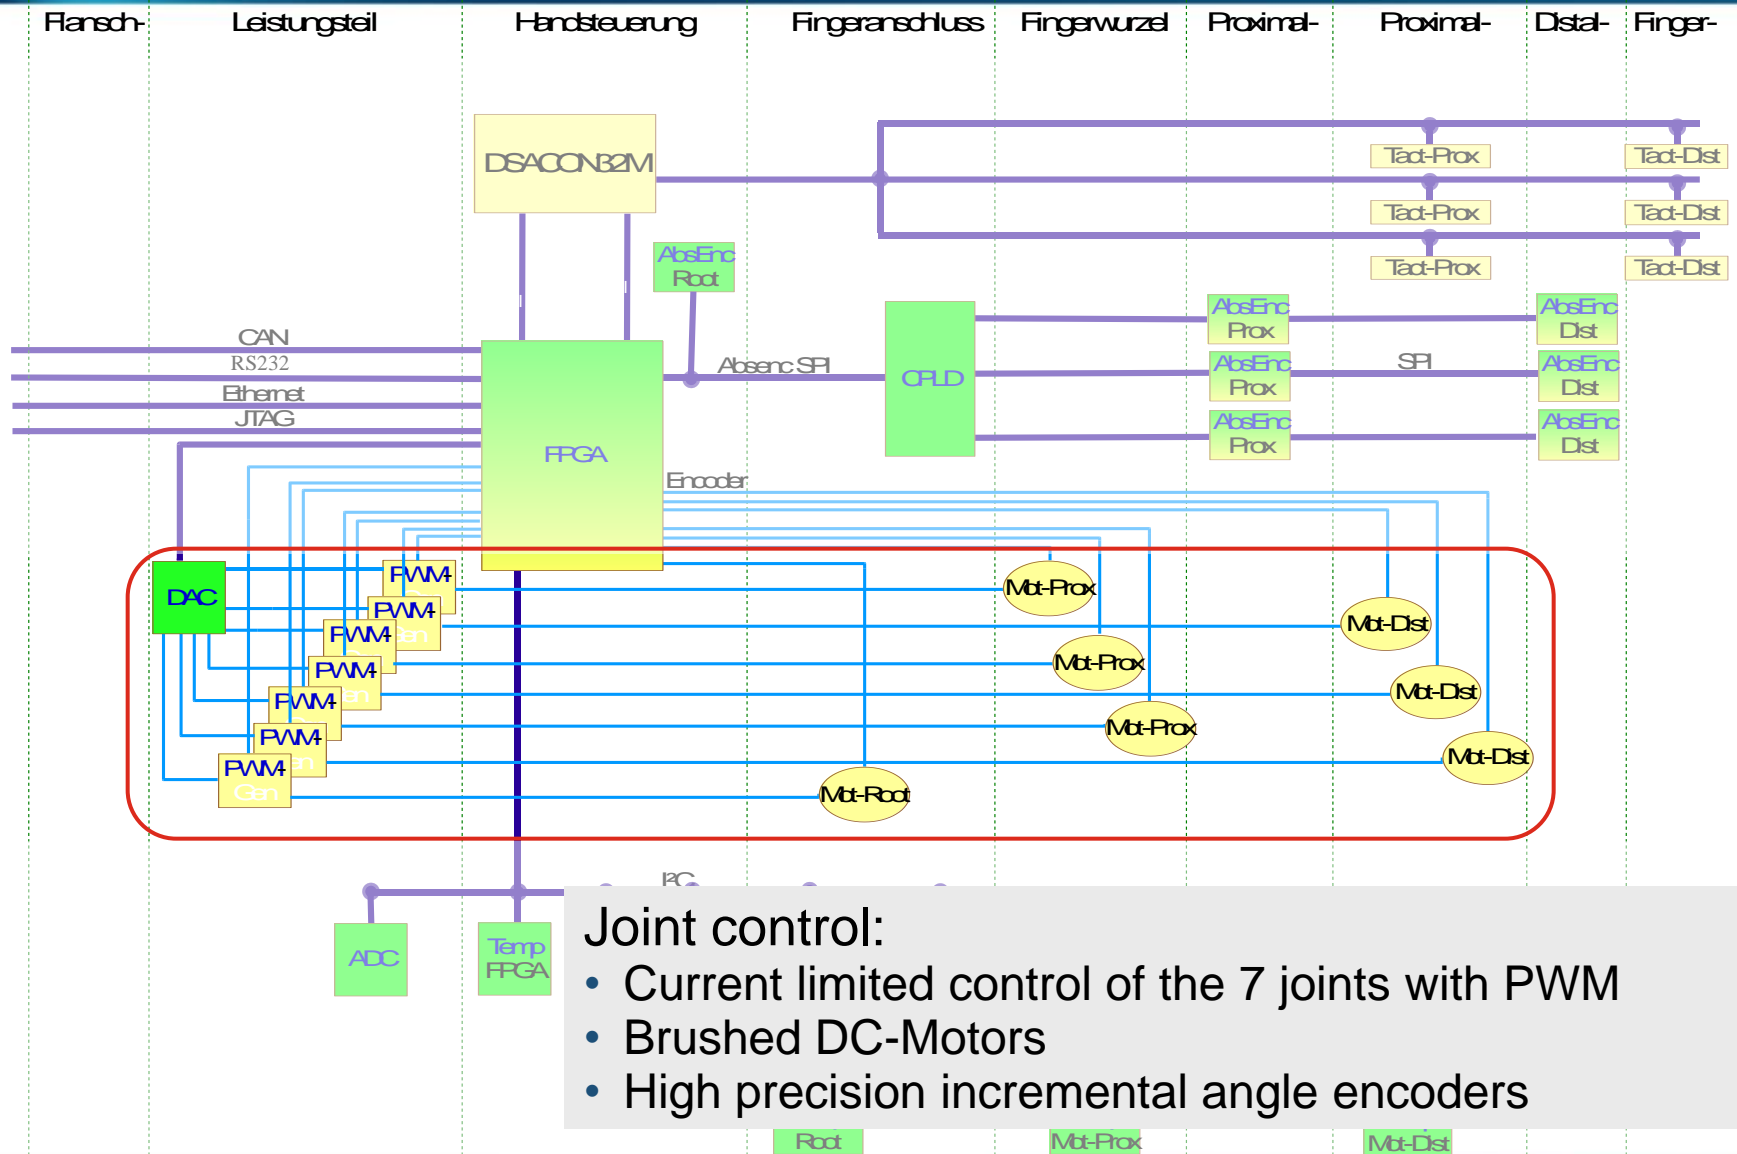 Flansch- Leistungsteil Handsteuerung Fingeranschluss Fingerwurzel Proximal- Proximal- Distal- Finger-
DSACON32M
Tact-Prox Tact-Dist
Tact-Prox Tact-Dist
Tact-Prox Tact-Dist
AbsEnc
Root
AbsEnc
Prox
AbsEnc
Dist
CAN
RS232
Ethernet
JTAG
Absenc SPI
CPLD
AbsEnc
Prox
SPI
AbsEnc
Dist
AbsEnc
Prox
AbsEnc
Dist
FPGA
Encoder
DAC
PWM-
PWM-
Gen
PWM-
PWM-
Gen
PWM-
PWM-
Gen
PWM-
Gen
Mot-Prox
Mot-Dist
Mot-Prox
Mot-Dist
Mot-Prox
Mot-Dist
Mot-Root
I²C
ADC
Temp
FPGA
Joint control:
• Current limited control of the 7 joints with PWM
• Brushed DC-Motors
• High precision incremental angle encoders
Root
Mot-Prox
Mot-Dist